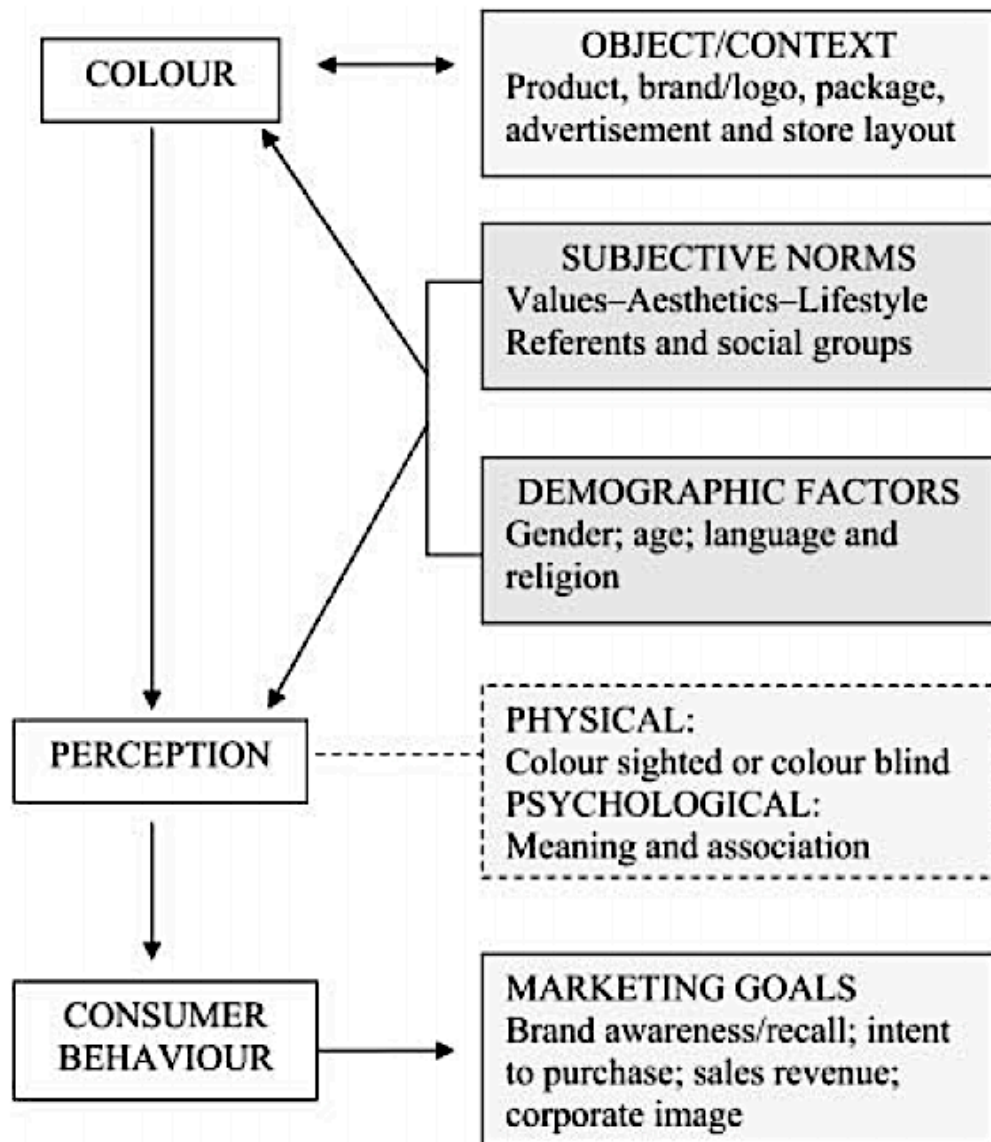 COLOUR
OBJECT/CONTEXT
Product, brand/logo, package,
advertisement and store layout
SUBJECTIVE NORMS
Values–Aesthetics–Lifestyle
Referents and social groups
DEMOGRAPHIC FACTORS
Gender; age; language and
religion
PERCEPTION
PHYSICAL:
Colour sighted or colour blind
PSYCHOLOGICAL:
Meaning and association
CONSUMER
BEHAVIOUR
MARKETING GOALS
Brand awareness/recall; intent
to purchase; sales revenue;
corporate image